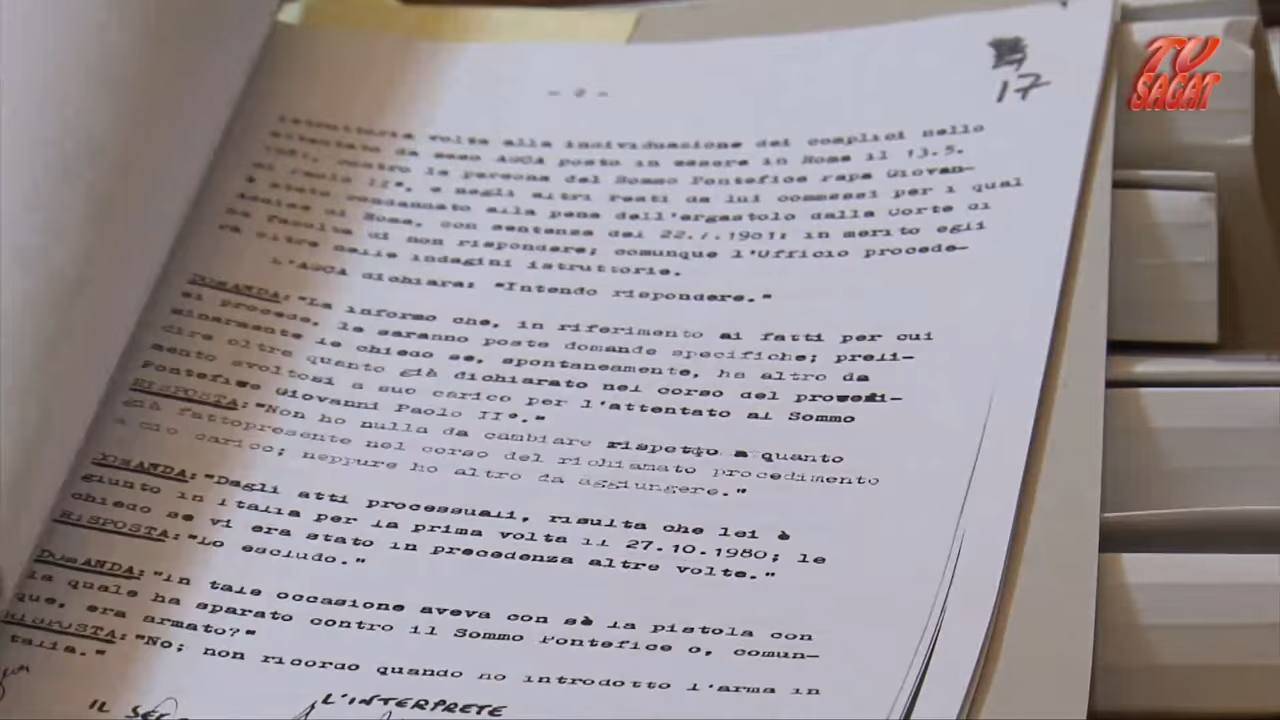 TV
SAGAT
17
- 2 -
istruttoria volta alla individuazione dei complici nello
attentato da esso AGCA posto in essere in Roma il 13.5.
1981, contro la persona del Sommo Pontefice Papa Giovan-
ni Paolo II°, e negli altri reati da lui commessi per i qual
è stato condannato alla pena dell'ergastolo dalla Corte di
Assise di Roma, con sentenza del 22.7.1981; in merito egli
ha facoltà di non rispondere; comunque l'Ufficio procede-
rà oltre nelle indagini istruttorie.
L'AGCA dichiara: "Intendo rispondere."
DOMANDA: "La informo che, in riferimento ai fatti per cui
si procede, le saranno poste domande specifiche; preli-
minarmente le chiedo se, spontaneamente, ha altro da
dire oltre quanto già dichiarato nel corso del provedi-
mento svoltosi a suo carico per l'attentato al Sommo
Pontefice Giovanni Paolo II°."
RISPOSTA: "Non ho nulla da cambiare rispetto a quanto
già fattopresente nel corso del richiamato procedimento
a mio carico; neppure ho altro da aggiungere."
DOMANDA: "Dagli atti processuali, risulta che lei è
giunto in Italia per la prima volta il 27.10.1980; le
chiedo se vi era stato in precedenza altre volte."
RISPOSTA: "Lo escludo."
DOMANDA: "In tale occasione aveva con sè la pistola con
la quale ha sparato contro il Sommo Pontefice o, comun-
que, era armato?"
RISPOSTA: "No; non ricordo quando ho introdotto l'arma in
talia."
IL L'INTERPRETE